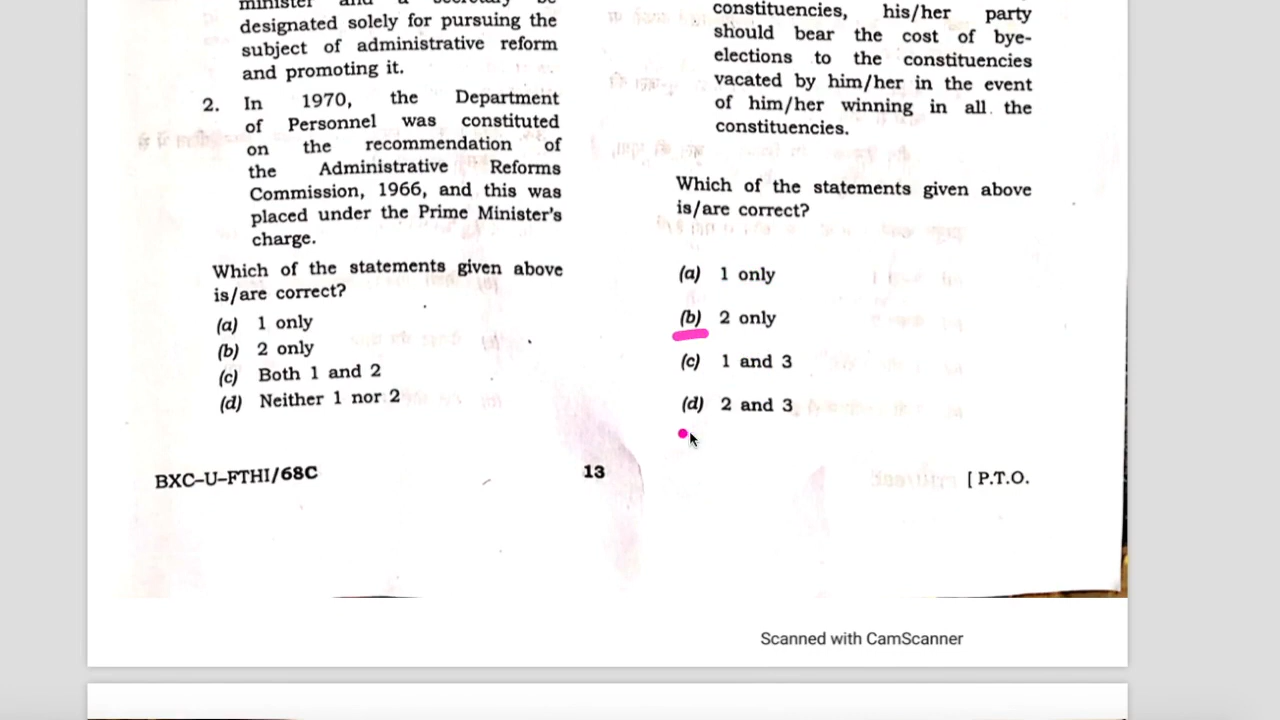 designated solely for pursuing the
subject of administrative reform
and promoting it.
2. In 1970, the Department
of Personnel was constituted
on the recommendation of
the Administrative Reforms
Commission, 1966, and this was
placed under the Prime Minister's
charge.
Which of the statements given above
is/are correct?
(a) 1 only
(b) 2 only
(c) Both 1 and 2
(d) Neither 1 nor 2
constituencies, his/her party
should bear the cost of bye-
elections to the constituencies
vacated by him/her in the event
of him/her winning in all the
constituencies.
Which of the statements given above
is/are correct?
(a) 1 only
(b) 2 only
(c) 1 and 3
(d) 2 and 3
BXC-U-FTHI/68C
13
[ P.T.O.
Scanned with CamScanner